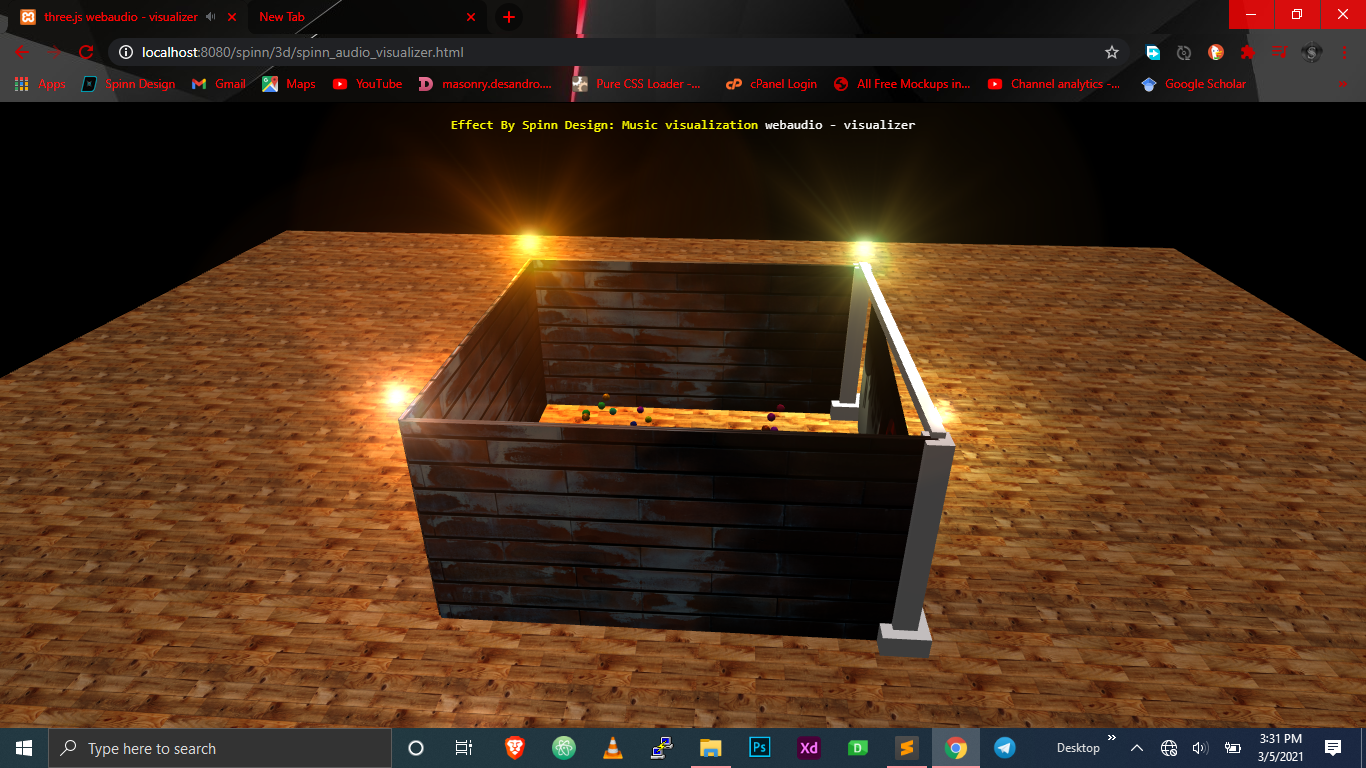 three.js webaudio - visualizer
New Tab
localhost:8080/spinn/3d/spinn_audio_visualizer.html
Apps
Spinn Design
Gmail
Maps
YouTube
masonry.desandro....
Pure CSS Loader -...
cPanel Login
All Free Mockups in...
Channel analytics -...
Google Scholar
Effect By Spinn Design: Music visualization webaudio - visualizer
Type here to search
Ps
Xd
D
Desktop
3:31 PM
3/5/2021